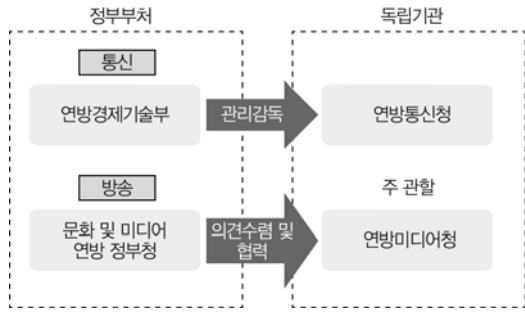 정부부처
독립기관
통신
연방경제기술부
관리감독
연방통신청
방송
주 관할
문화 및 미디어
연방 정부청
의견수렴 및
협력
연방미디어청